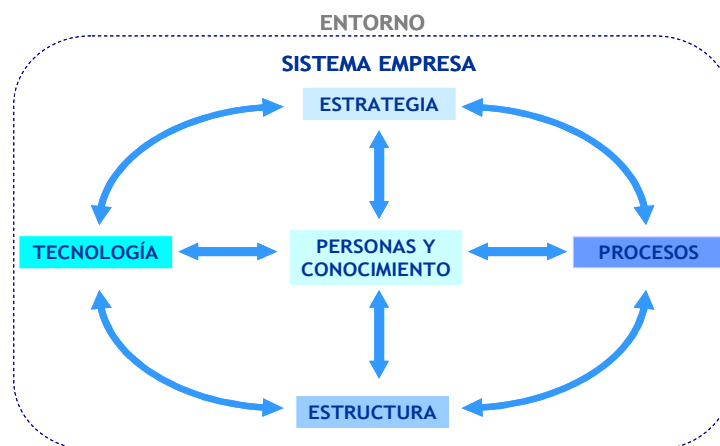 ENTORNO
SISTEMA EMPRESA
ESTRATEGIA
TECNOLOGÍA
PERSONAS Y
CONOCIMIENTO
PROCESOS
ESTRUCTURA